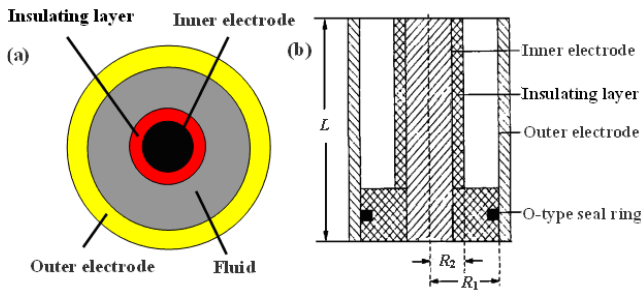 Insulating layer
Inner electrode
(a)
Outer electrode
Fluid
(b)
Inner electrode
Insulating layer
Outer electrode
O-type seal ring
L
R2
R1